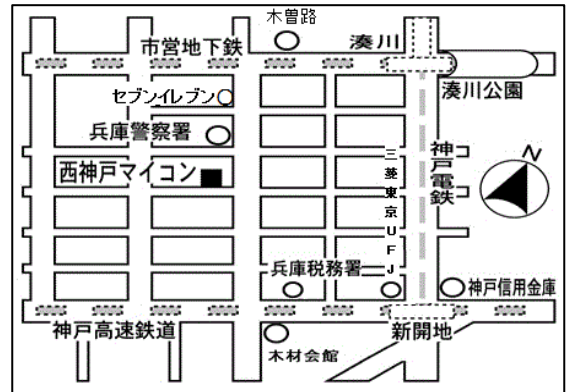 木曽路
市営地下鉄
湊川
湊川公園
セブンイレブン
兵庫警察署
西神戸マイコン
三菱東京UFJ
神戸電鉄
N
兵庫税務署
神戸信用金庫
神戸高速鉄道
新開地
木材会館